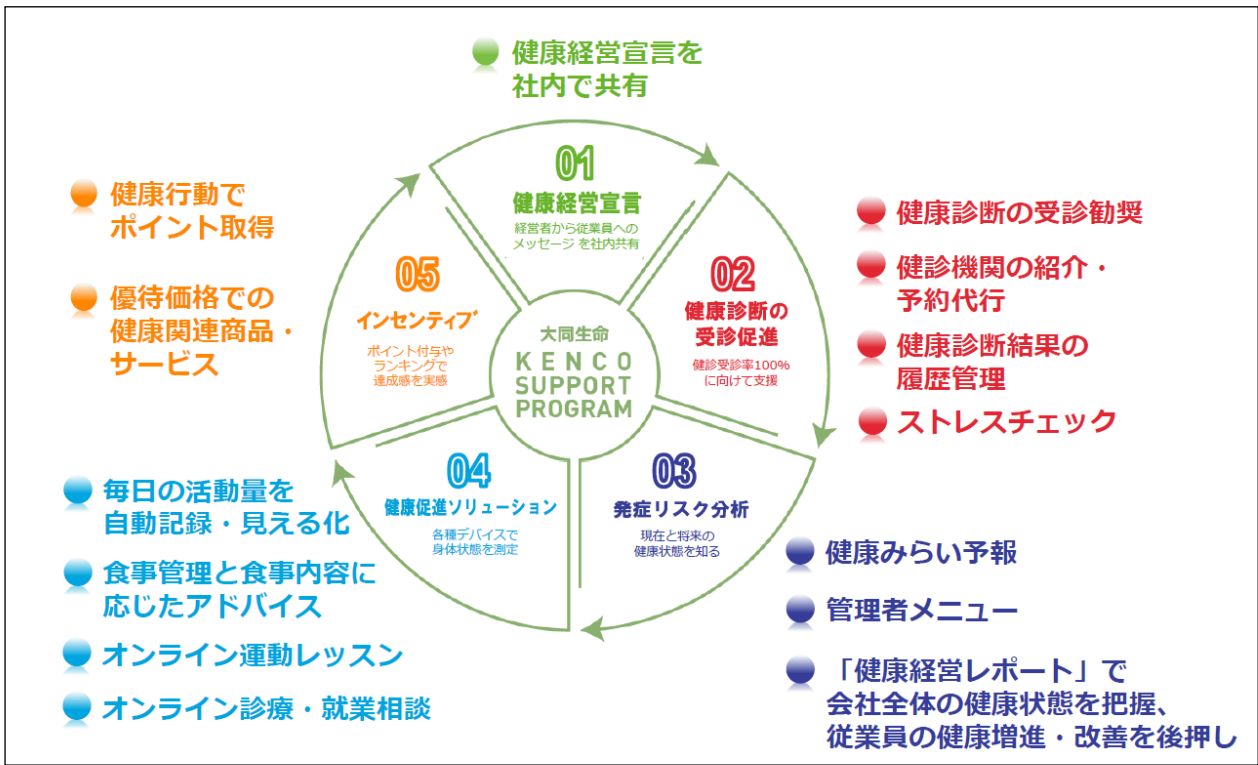 健康経営宣言を
社内で共有
01
健康経営宣言
経営者から従業員への
メッセージ を社内共有
健康診断の受診勧奨
健診機関の紹介・
予約代行
健康診断結果の
履歴管理
ストレスチェック
02
健康診断の
受診促進
健診受診率100%
に向けて支援
03
発症リスク分析
現在と将来の
健康状態を知る
健康みらい予報
管理者メニュー
「健康経営レポート」で
会社全体の健康状態を把握、
従業員の健康増進・改善を後押し
04
健康促進ソリューション
各種デバイスで
身体状態を測定
毎日の活動量を
自動記録・見える化
食事管理と食事内容に
応じたアドバイス
オンライン運動レッスン
オンライン診療・就業相談
05
インセンティブ
ポイント付与や
ランキングで
達成感を実感
健康行動で
ポイント取得
優待価格での
健康関連商品・
サービス
大同生命
KENCO
SUPPORT
PROGRAM